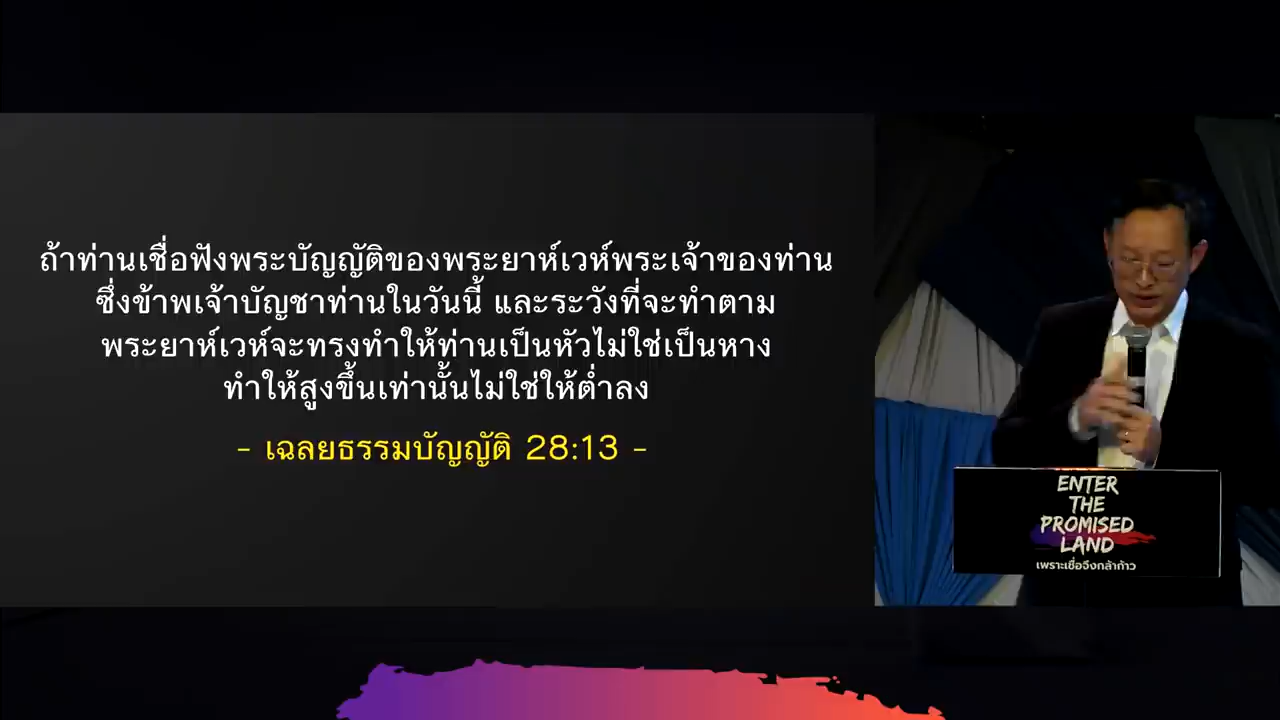 ถ้าท่านเชื่อฟังพระบัญญัติของพระยาห์เวห์พระเจ้าของท่าน
ซึ่งข้าพเจ้าบัญชาท่านในวันนี้ และระวังที่จะทำตาม
พระยาห์เวห์จะทรงทำให้ท่านเป็นหัวไม่ใช่เป็นหาง
ทำให้สูงขึ้นเท่านั้นไม่ใช่ให้ต่ำลง
- เฉลยธรรมบัญญัติ 28:13 -
ENTER
THE
PROMISED
LAND
เพราะเชื่อจึงกล้าก้าว